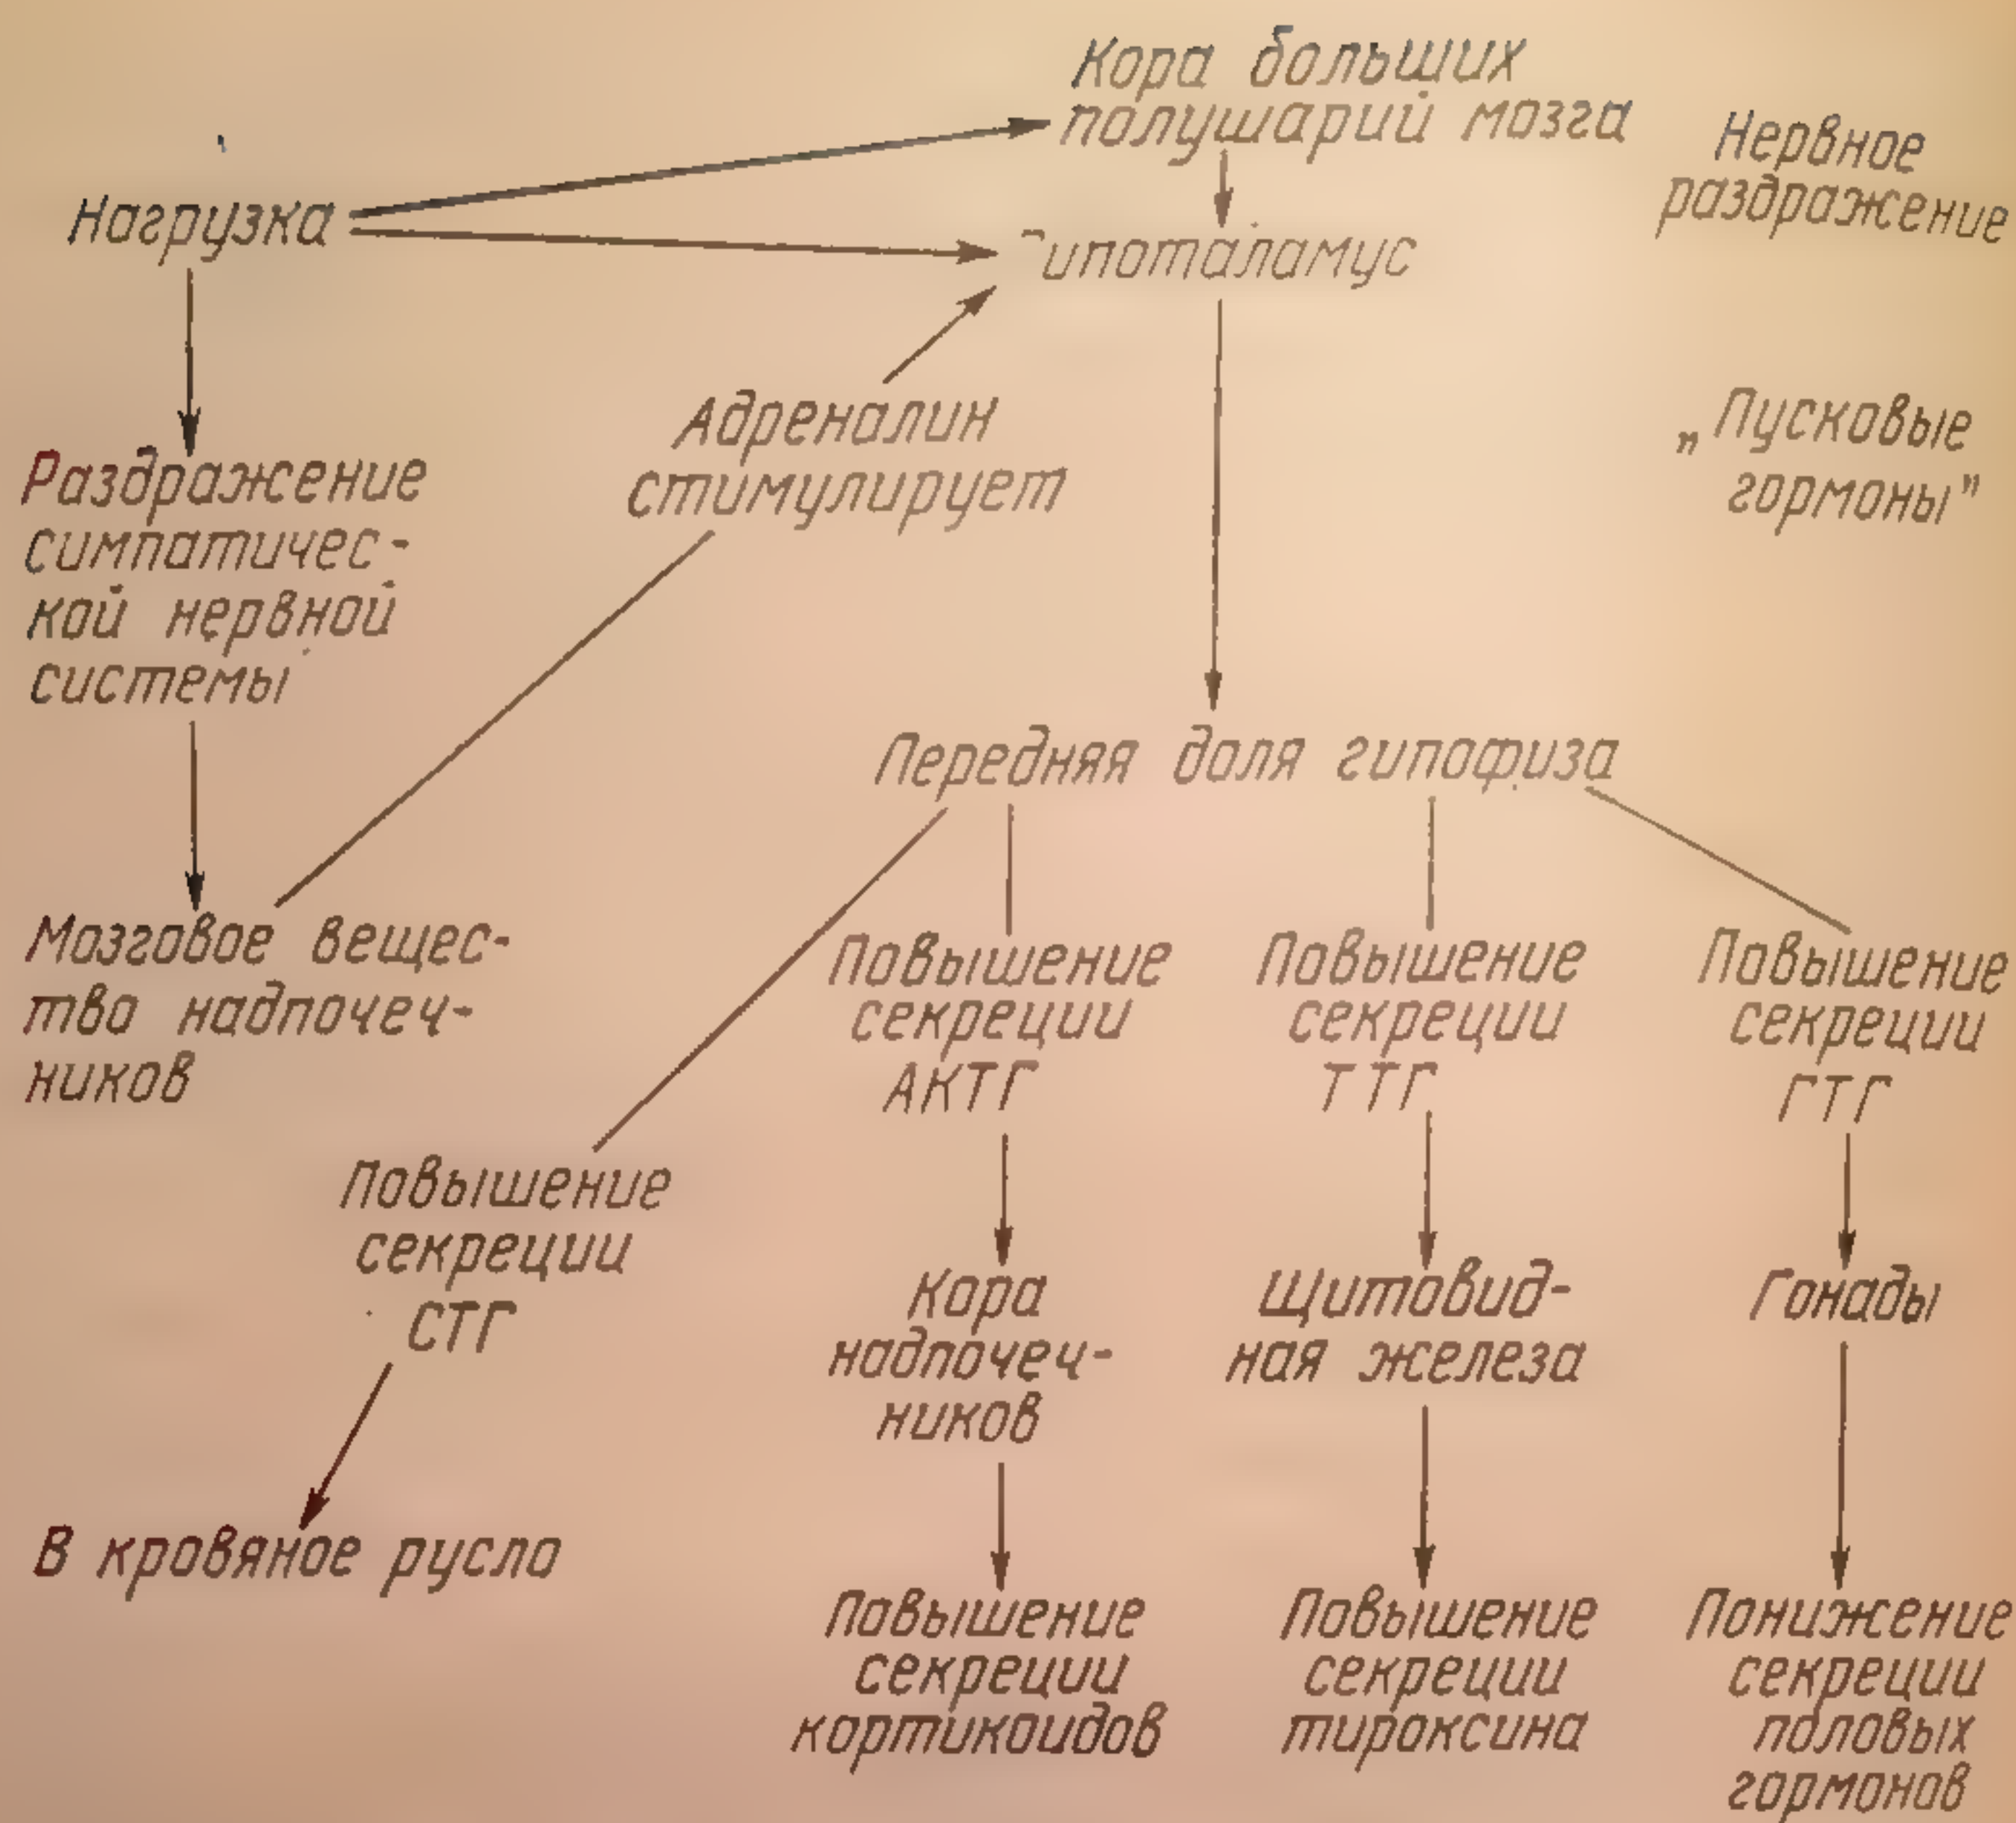 Кора больших
полушарий мозга
Нервное
раздражение
Нагрузка
Гипоталамус
Адреналин
стимулирует
„Пусковые
гормоны”
Раздражение
симпатичес-
кой нервной
системы
Передняя доля гипофиза
Мозговое вещес-
тво надпочеч-
ников
Повышение
секреции
АКТГ
Повышение
секреции
ТТГ
Повышение
секреции
ГТГ
Повышение
секреции
СТГ
Кора
надпочеч-
ников
Щитовид-
ная железа
Гонады
В кровяное русло
Повышение
секреции
кортикоидов
Повышение
секреции
тироксина
Понижение
секреции
половых
гормонов